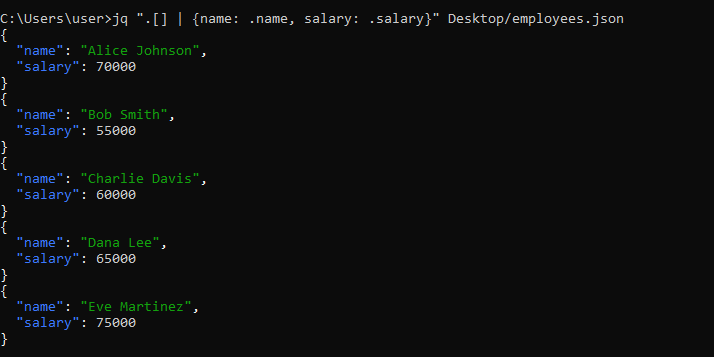 C:\Users\user>jq ".[] | {name: .name, salary: .salary}" Desktop/employees.json
{
  "name": "Alice Johnson",
  "salary": 70000
}
{
  "name": "Bob Smith",
  "salary": 55000
}
{
  "name": "Charlie Davis",
  "salary": 60000
}
{
  "name": "Dana Lee",
  "salary": 65000
}
{
  "name": "Eve Martinez",
  "salary": 75000
}